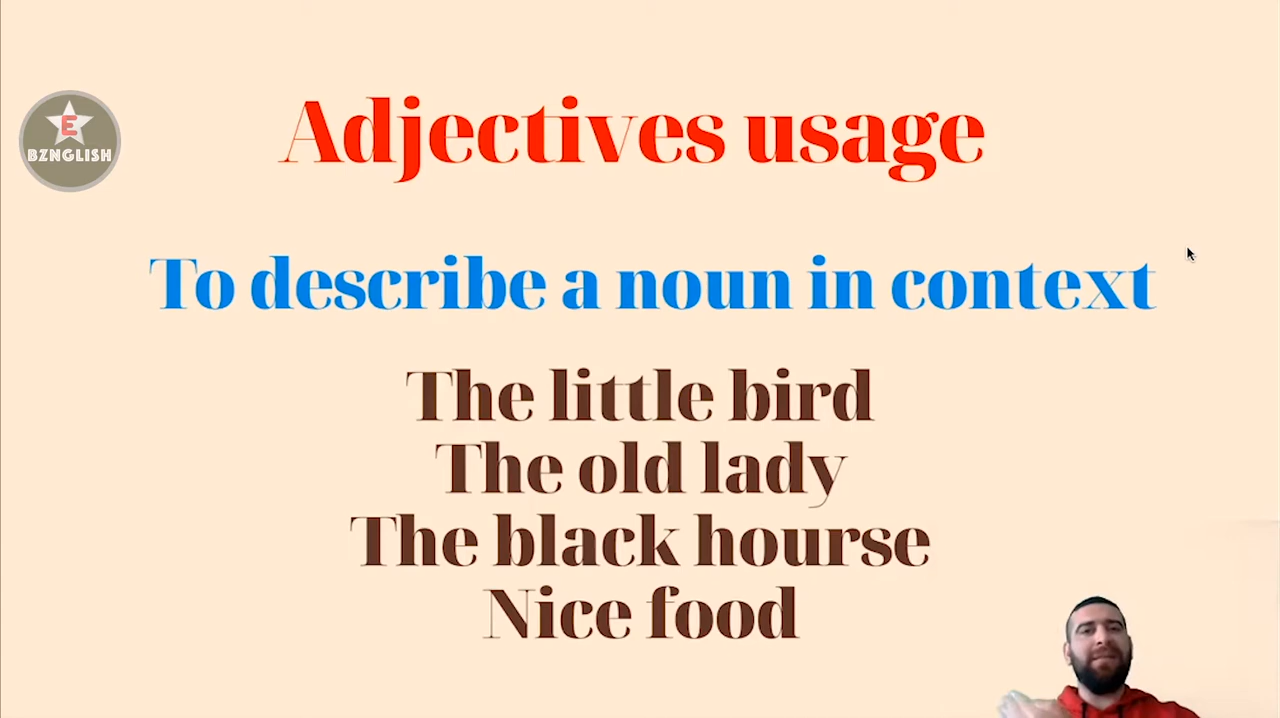 Adjectives usage
E
BZNGLISH
To describe a noun in context
The little bird
The old lady
The black hourse
Nice food